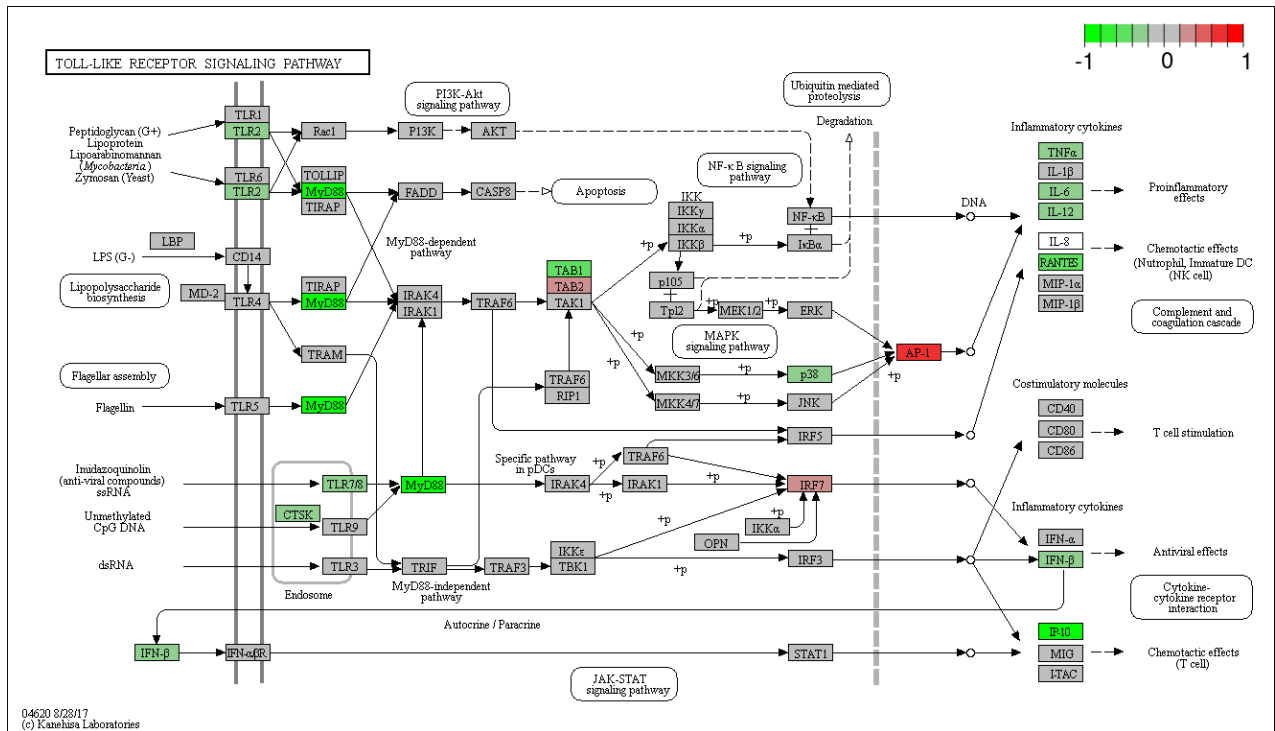 -1
0
1
TOLL-LIKE RECEPTOR SIGNALING PATHWAY
PI3K-Akt
signaling pathway
Ubiquitin mediated
proteolysis
Degradation
Peptidoglycan (G+)
Lipoprotein
Lipoarabinomannan
(Mycobacteria)
Zymosan (Yeast)
TLR1
TLR2
TLR6
TLR2
Rac1
PI3K
AKT
TOLLIP
MyD88
TIRAP
FADD
CASP8
Apoptosis
NF-κB signaling
pathway
IKK
IKKγ
IKKα
IKKβ
+p
NF-κB
IκBα
DNA
Inflammatory cytokines
TNFα
IL-1β
IL-6
IL-12
Proinflammatory
effects
IL-8
RANTES
MIP-1α
MIP-1β
Chemotactic effects
(Nutrophil, Immature DC
(NK cell)
Complement and
coagulation cascade
LBP
LPS (G-)
CD14
MyD88-dependent
pathway
Lipopolysaccharide
biosynthesis
MD-2
TLR4
TIRAP
MyD88
IRAK4
IRAK1
TRAF6
TAB1
TAB2
TAK1
+p
p105
Tpl2
+p
MEK1/2
+p
ERK
MAPK
signaling pathway
+p
+p
AP-1
+p
TRAM
TRAF6
RIP1
MKK3/6
+p
p38
MKK4/7
+p
JNK
Flagellar assembly
Flagellin
TLR5
MyD88
IRF5
Costimulatory molecules
CD40
CD80
CD86
T cell stimulation
Imidazoquinolin
(anti-viral compounds)
ssRNA
TLR7/8
MyD88
Specific pathway
in pDCs
IRAK4
+p
TRAF6
+p
IRAK1
+p
IRF7
Unmethylated
CpG DNA
CTSK
TLR9
+p
IKKα
+p
OPN
Inflammatory cytokines
IFN-α
IFN-β
Antiviral effects
dsRNA
TLR3
TRIF
TRAF3
IKKε
TBK1
+p
IRF3
Endosome
MyD88-independent
pathway
Cytokine-
cytokine receptor
interaction
Autocrine / Paracrine
IFN-β
IFN-αβR
STAT1
IP-10
MIG
I-TAC
Chemotactic effects
(T cell)
JAK-STAT
signaling pathway
04620 8/28/17
(c) Kanehisa Laboratories